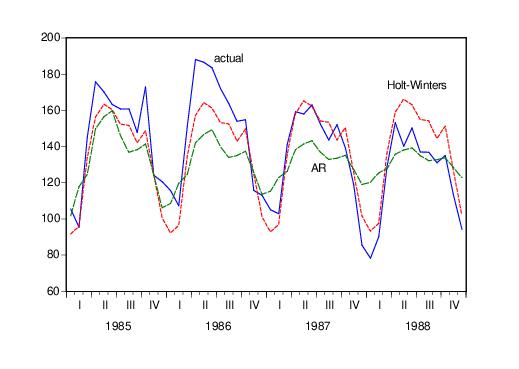 200
180
160
140
120
100
80
60
actual
Holt-Winters
AR
I II III IV I II III IV I II III IV I II III IV
1985 1986 1987 1988